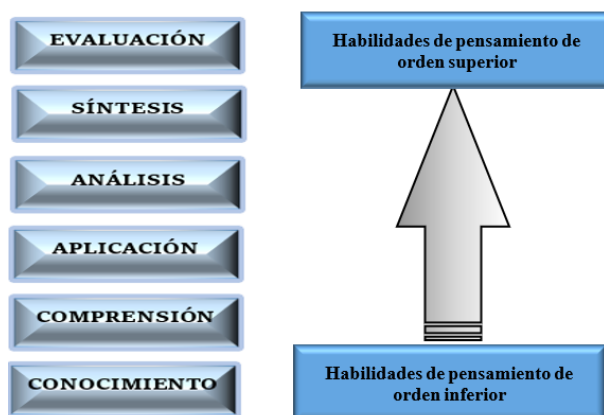 EVALUACIÓN
SÍNTESIS
ANÁLISIS
APLICACIÓN
COMPRENSIÓN
CONOCIMIENTO
Habilidades de pensamiento de
orden superior
Habilidades de pensamiento de
orden inferior